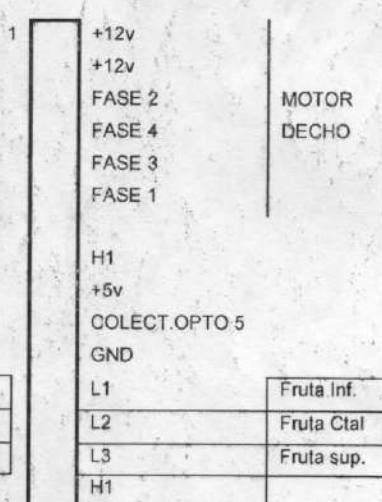 1 +12v
+12v
FASE 2 MOTOR
FASE 4 DECHO
FASE 3
FASE 1
H1
+5v
COLECT.OPTO 5
GND
L1 Fruta Inf.
L2 Fruta Ctal
L3 Fruta sup.
H1